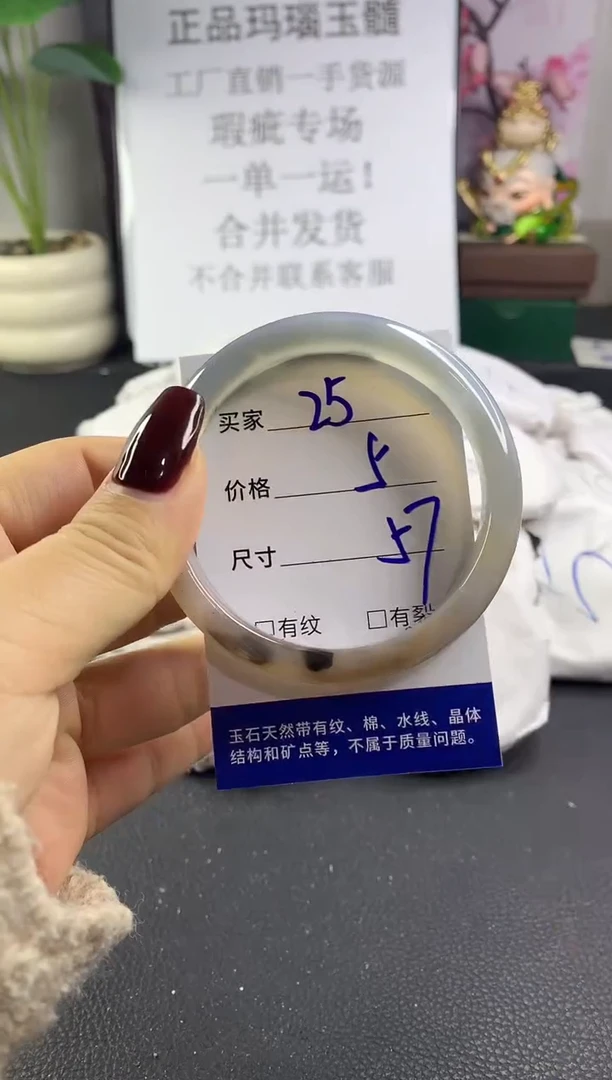 正品玛瑙玉髓
工厂直销一手货源
瑕疵专场
一单一运!
合并发货
不合并联系客服
买家 25
价格 5
尺寸 57
□有纹 □有裂
玉石天然带有纹、棉、水线、晶体
结构和矿点等，不属于质量问题。